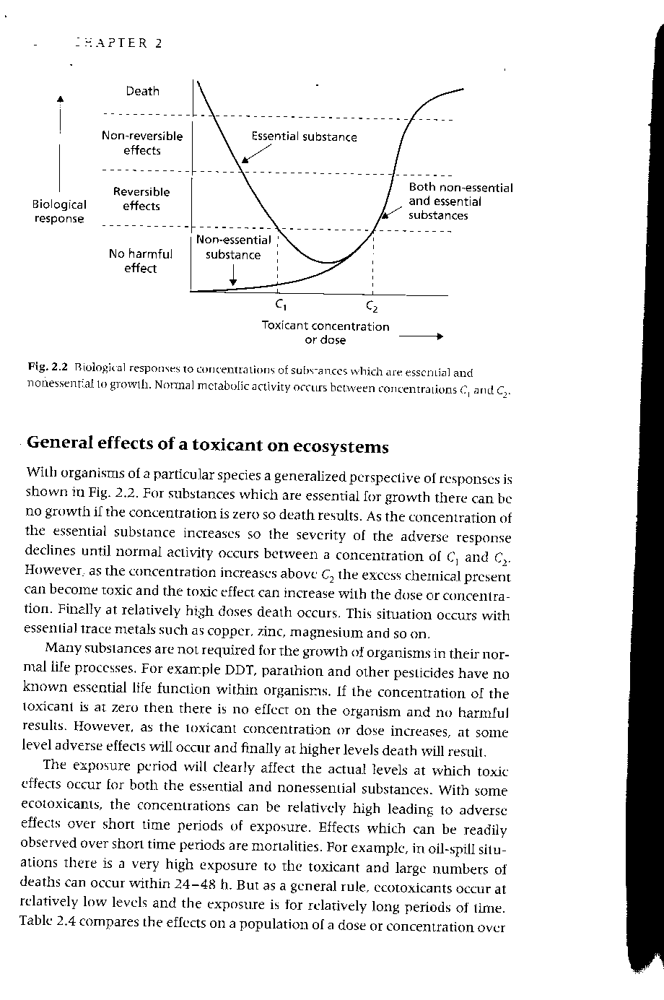 CHAPTER 2
Death
Non-reversible
effects
Essential substance
Reversible
effects
Both non-essential
and essential
substances
Biological
response
Non-essential
substance
No harmful
effect
C1
C2
Toxicant concentration
or dose
Fig. 2.2 Biological responses to concentrations of substances which are essential and
nonessential to growth. Normal metabolic activity occurs between concentrations C1 and C2.
General effects of a toxicant on ecosystems
With organisms of a particular species a generalized perspective of responses is
shown in Fig. 2.2. For substances which are essential for growth there can be
no growth if the concentration is zero so death results. As the concentration of
the essential substance increases so the severity of the adverse response
declines until normal activity occurs between a concentration of C1 and C2.
However, as the concentration increases above C2 the excess chemical present
can become toxic and the toxic effect can increase with the dose or concentra-
tion. Finally at relatively high doses death occurs. This situation occurs with
essential trace metals such as copper, zinc, magnesium and so on.
Many substances are not required for the growth of organisms in their nor-
mal life processes. For example DDT, parathion and other pesticides have no
known essential life function within organisms. If the concentration of the
toxicant is at zero then there is no effect on the organism and no harmful
results. However, as the toxicant concentration or dose increases, at some
level adverse effects will occur and finally at higher levels death will result.
The exposure period will clearly affect the actual levels at which toxic
effects occur for both the essential and nonessential substances. With some
ecotoxicants, the concentrations can be relatively high leading to adverse
effects over short time periods of exposure. Effects which can be readily
observed over short time periods are mortalities. For example, in oil-spill situ-
ations there is a very high exposure to the toxicant and large numbers of
deaths can occur within 24–48 h. But as a general rule, ecotoxicants occur at
relatively low levels and the exposure is for relatively long periods of time.
Table 2.4 compares the effects on a population of a dose or concentration over